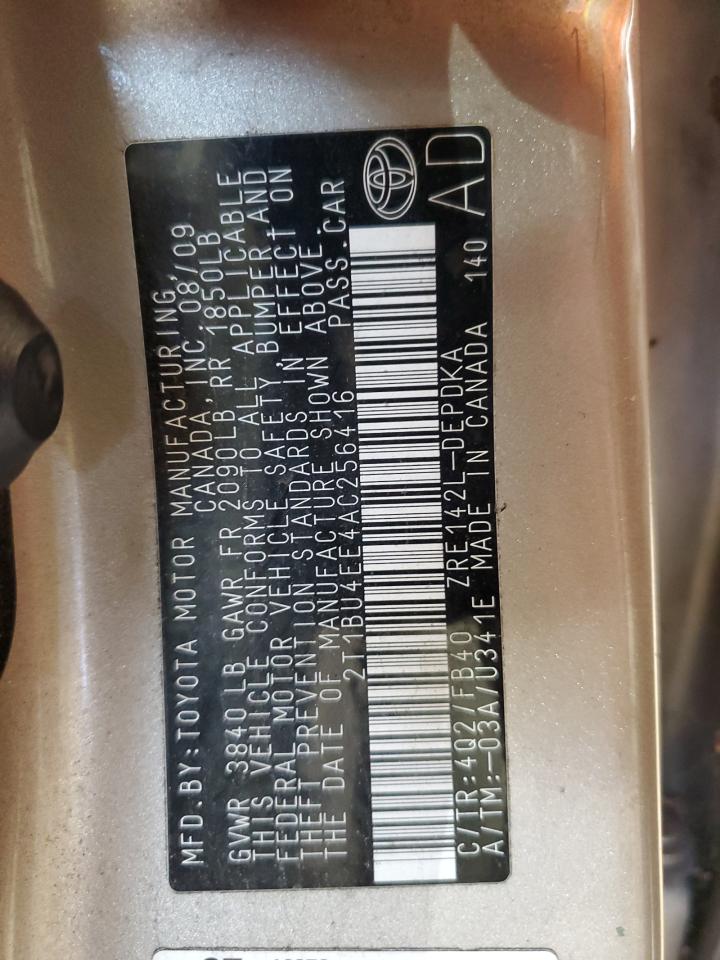 MFD.BY:TOYOTA MOTOR MANUFACTURING,
CANADA, INC. 08/09
GVWR 3840LB GAWR FR 2090LB, RR 1850LB
THIS VEHICLE CONFORMS TO ALL APPLICABLE
FEDERAL MOTOR VEHICLE SAFETY, BUMPER, AND
THEFT PREVENTION STANDARDS IN EFFECT ON
THE DATE OF MANUFACTURE SHOWN ABOVE.
2T1BU4EE4AC256416 PASS.CAR
C/TR:4Q2/FB40 ZRE142L-DEPDKA
A/TM:-03A/U341E MADE IN CANADA 140
AD